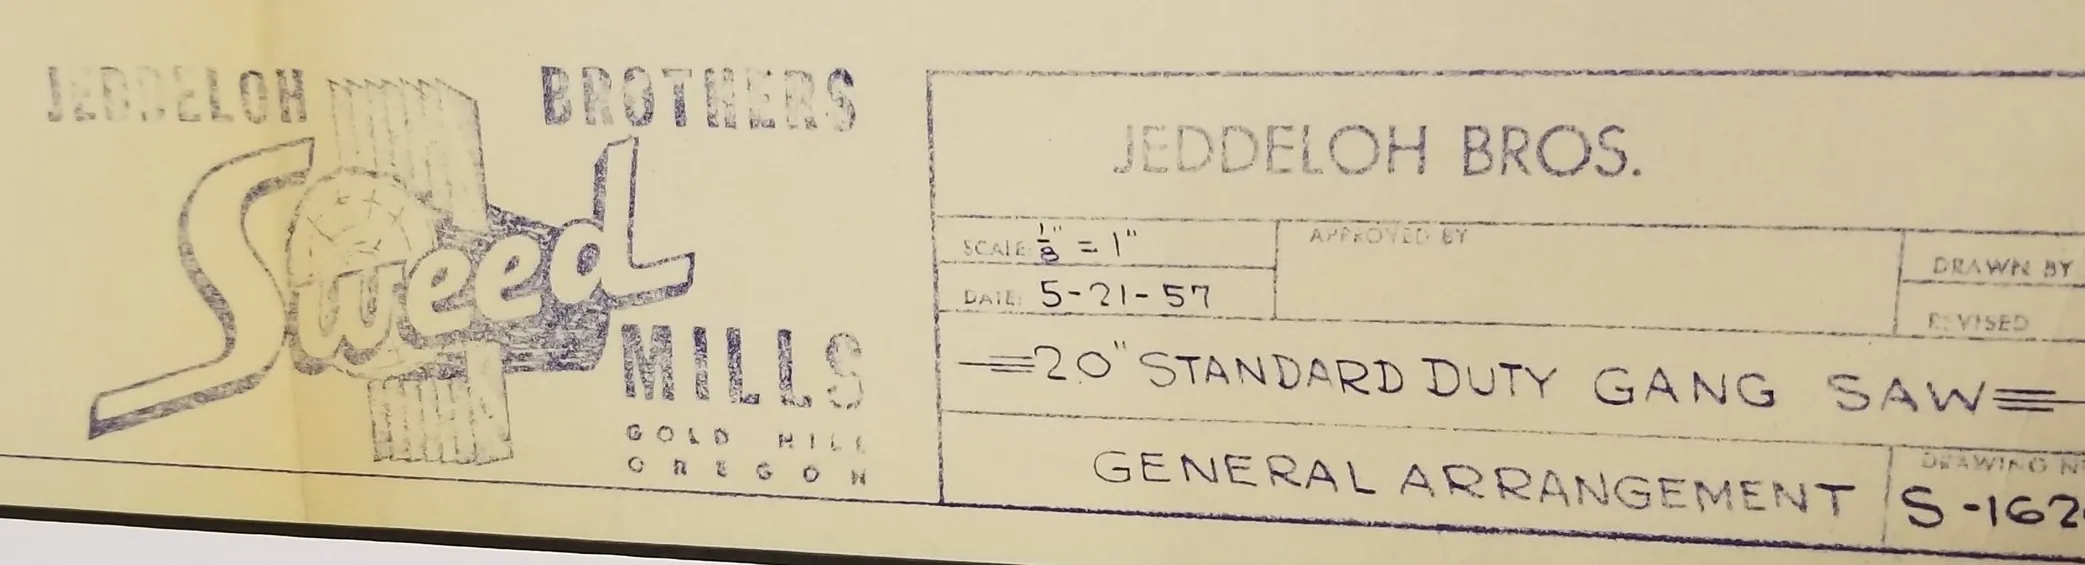 JEDDELOH BROTHERS
Sweed
MILLS
GOLD HILL
OREGON
JEDDELOH BROS.
SCALE: 1/8" = 1"
APPROVED BY
DRAWN BY
DATE: 5-21-57
REVISED
20" STANDARD DUTY GANG SAW
GENERAL ARRANGEMENT
DRAWING
S-162